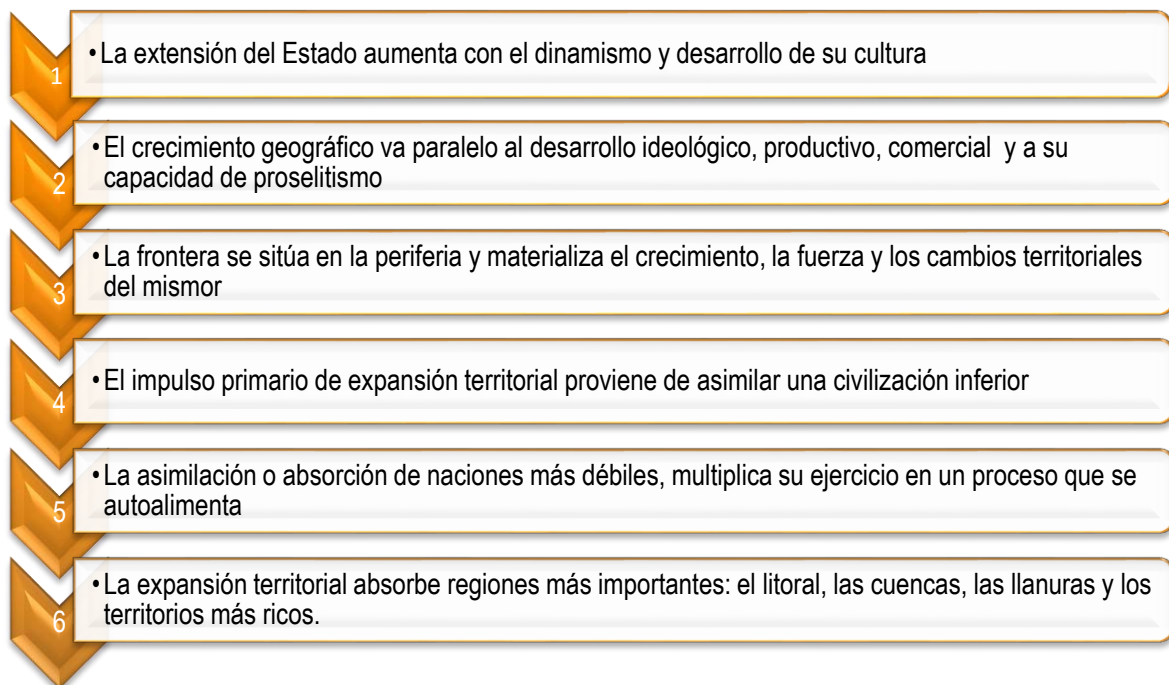 1
•La extensión del Estado aumenta con el dinamismo y desarrollo de su cultura
2
•El crecimiento geográfico va paralelo al desarrollo ideológico, productivo, comercial y a su
capacidad de proselitismo
3
•La frontera se sitúa en la periferia y materializa el crecimiento, la fuerza y los cambios territoriales
del mismor
4
•El impulso primario de expansión territorial proviene de asimilar una civilización inferior
5
•La asimilación o absorción de naciones más débiles, multiplica su ejercicio en un proceso que se
autoalimenta
6
•La expansión territorial absorbe regiones más importantes: el litoral, las cuencas, las llanuras y los
territorios más ricos.